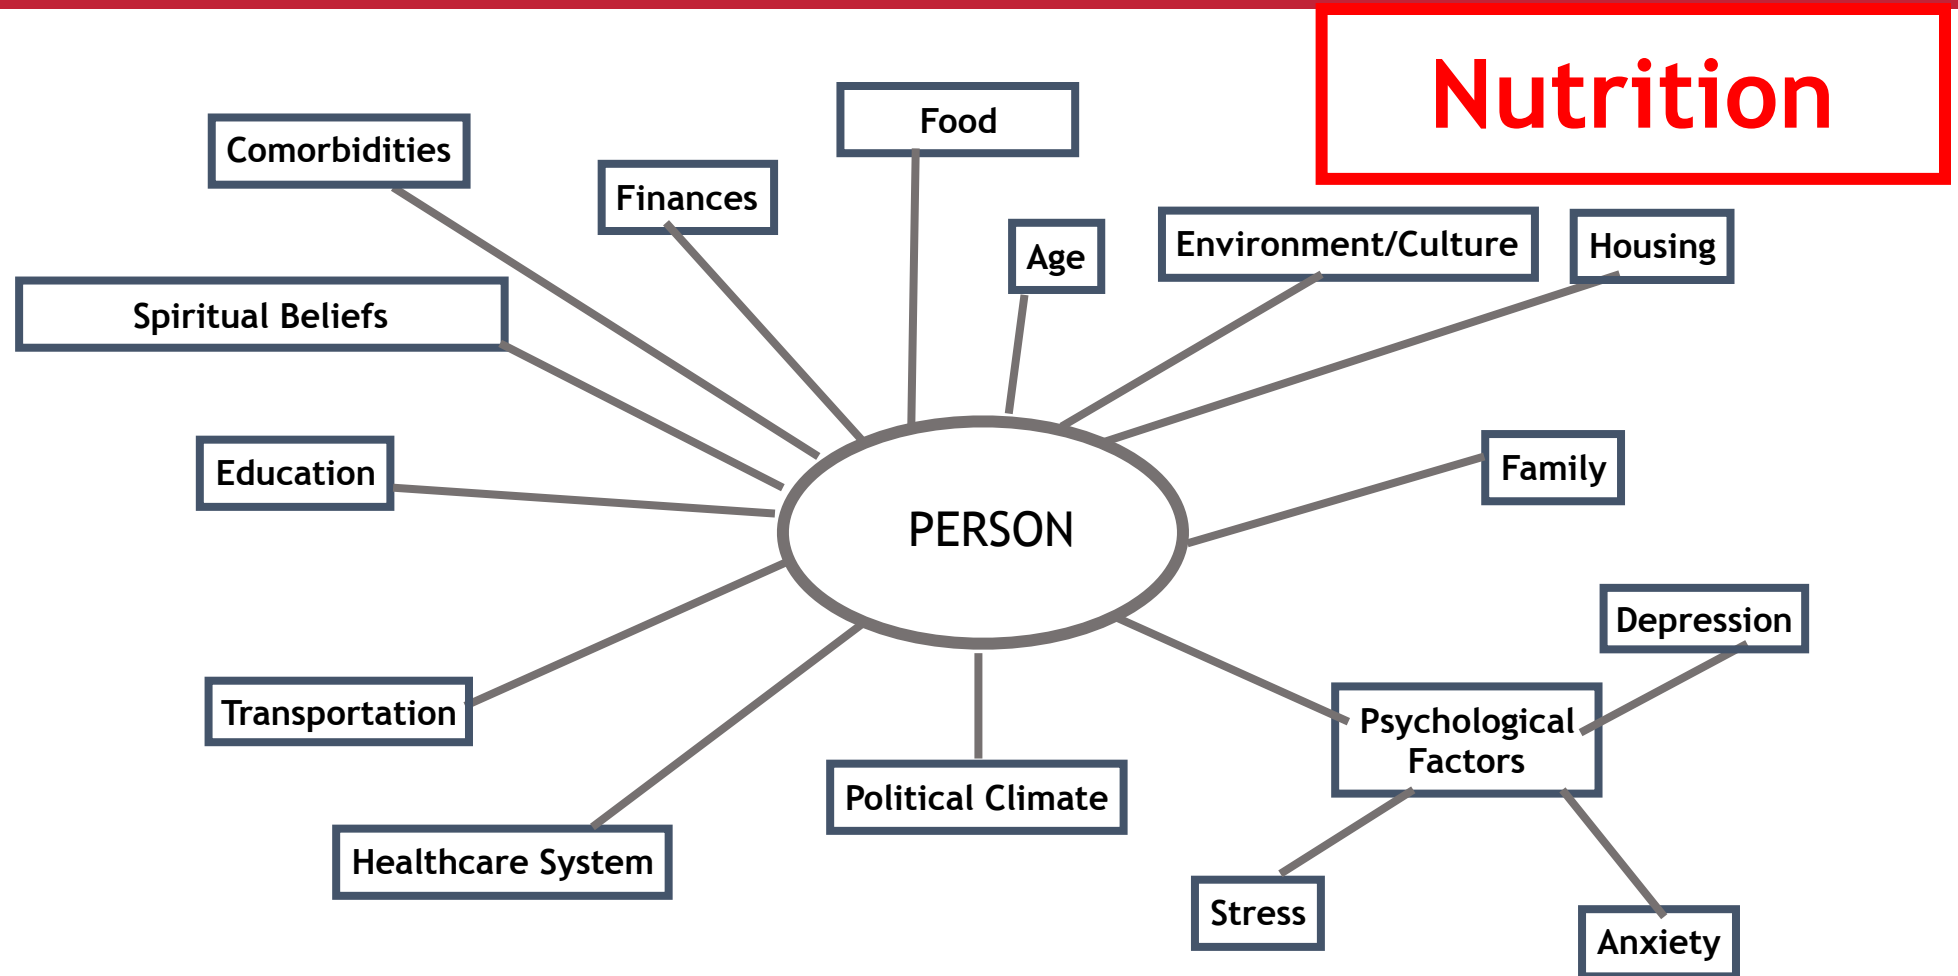 Nutrition
Food
Comorbidities
Finances
Age
Environment/Culture
Housing
Spiritual Beliefs
Education
Family
PERSON
Depression
Transportation
Psychological
Factors
Political Climate
Healthcare System
Stress
Anxiety